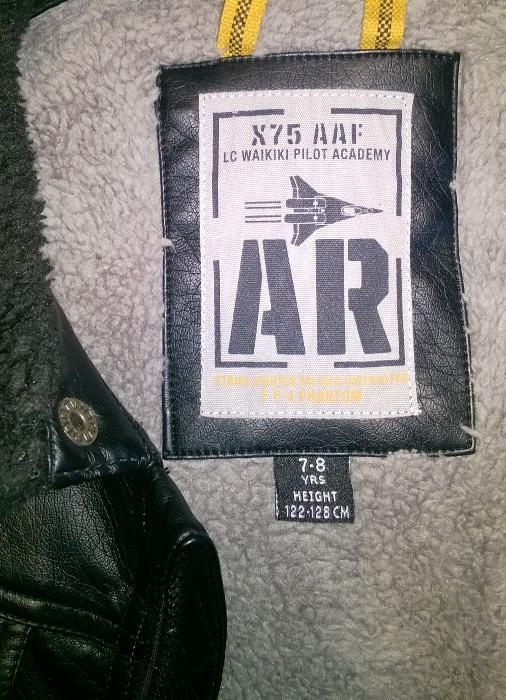 X75 AAF
LC WAIKIKI PILOT ACADEMY
AR
F-4 PHANTOM
7-8
YRS
HEIGHT
122-128 CM